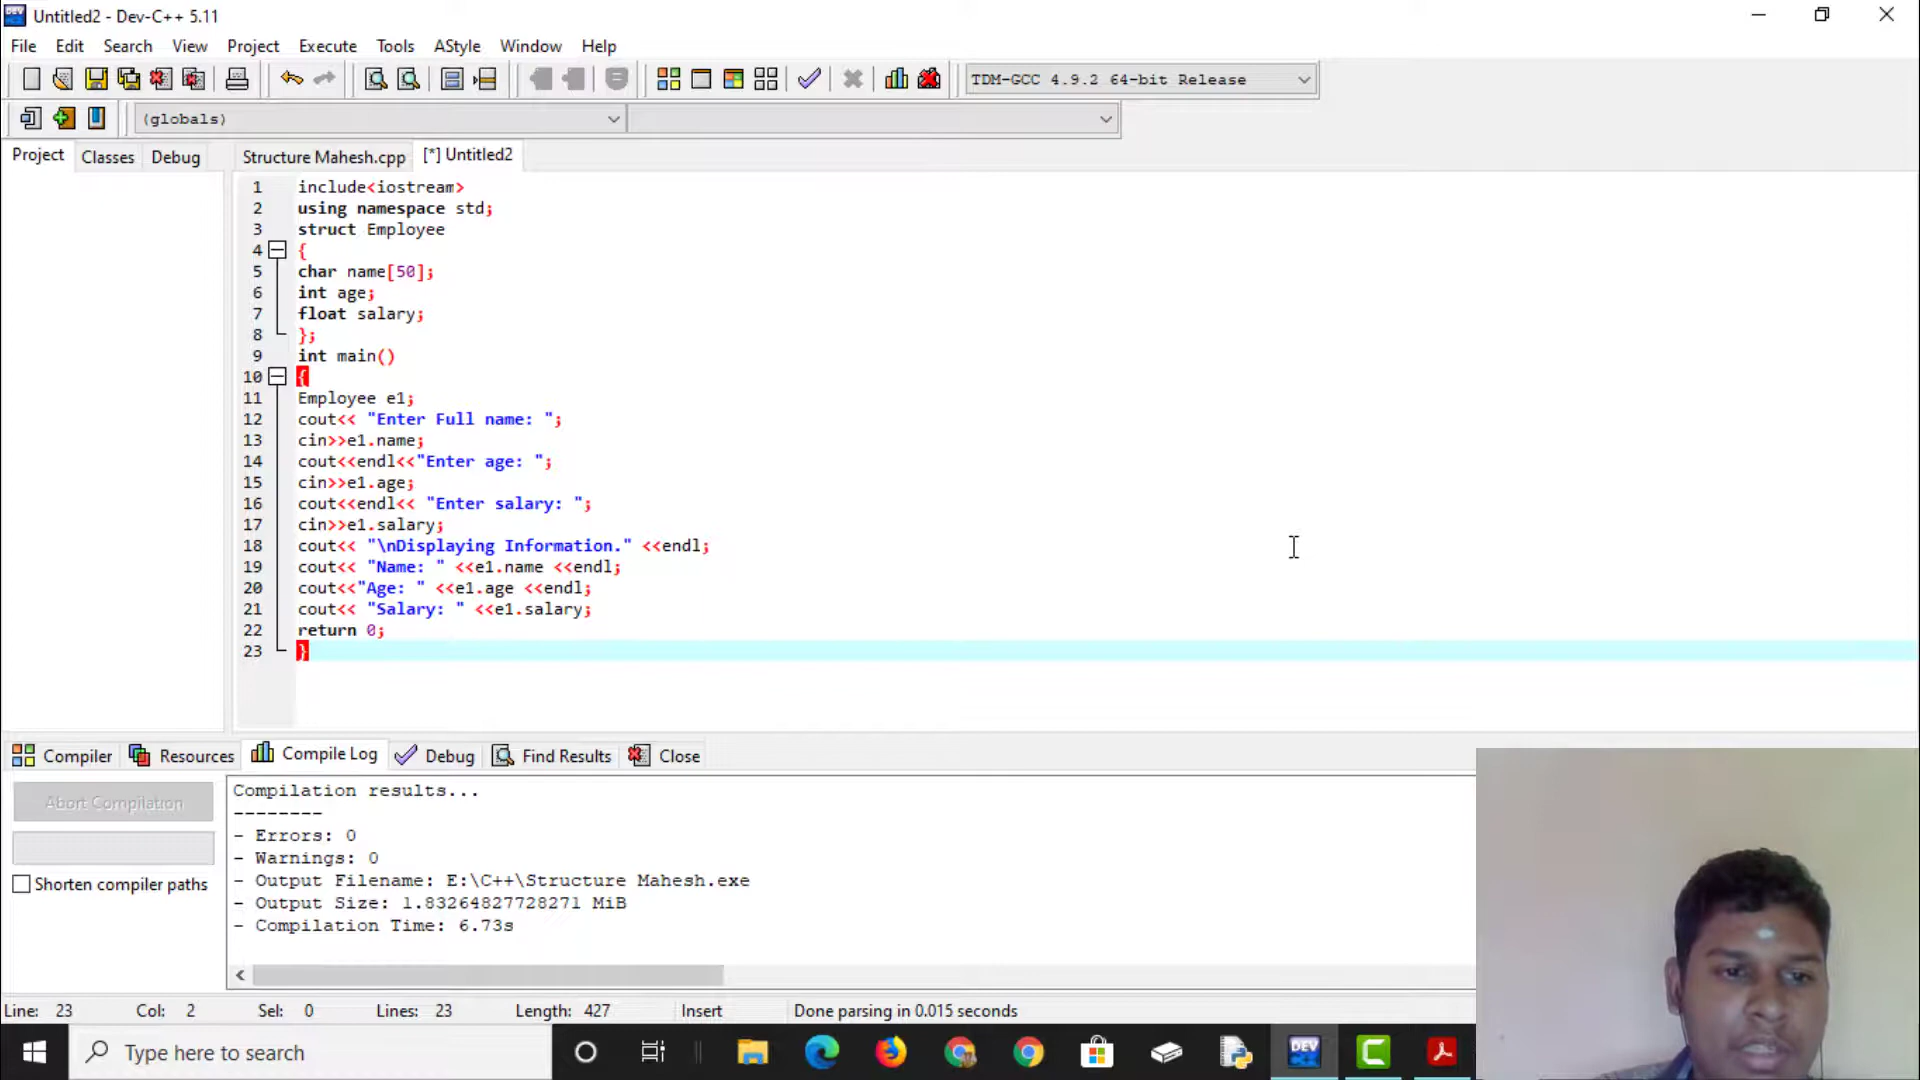 Untitled2 - Dev-C++ 5.11
File Edit Search View Project Execute Tools AStyle Window Help
TDM-GCC 4.9.2 64-bit Release
(globals)
Project Classes Debug Structure Mahesh.cpp [*] Untitled2
1 include<iostream>
2 using namespace std;
3 struct Employee
4 {
5 char name[50];
6 int age;
7 float salary;
8 };
9 int main()
10 {
11 Employee e1;
12 cout<< "Enter Full name: ";
13 cin>>e1.name;
14 cout<<endl<<"Enter age: ";
15 cin>>e1.age;
16 cout<<endl<< "Enter salary: ";
17 cin>>e1.salary;
18 cout<< "\nDisplaying Information." <<endl;
19 cout<< "Name: " <<e1.name <<endl;
20 cout<<"Age: " <<e1.age <<endl;
21 cout<< "Salary: " <<e1.salary;
22 return 0;
23 }
Compiler Resources Compile Log Debug Find Results Close
Abort Compilation
Shorten compiler paths
Compilation results...
--------
- Errors: 0
- Warnings: 0
- Output Filename: E:\C++\Structure Mahesh.exe
- Output Size: 1.83264827728271 MiB
- Compilation Time: 6.73s
Line: 23 Col: 2 Sel: 0 Lines: 23 Length: 427 Insert Done parsing in 0.015 seconds
Type here to search
DEV
C++